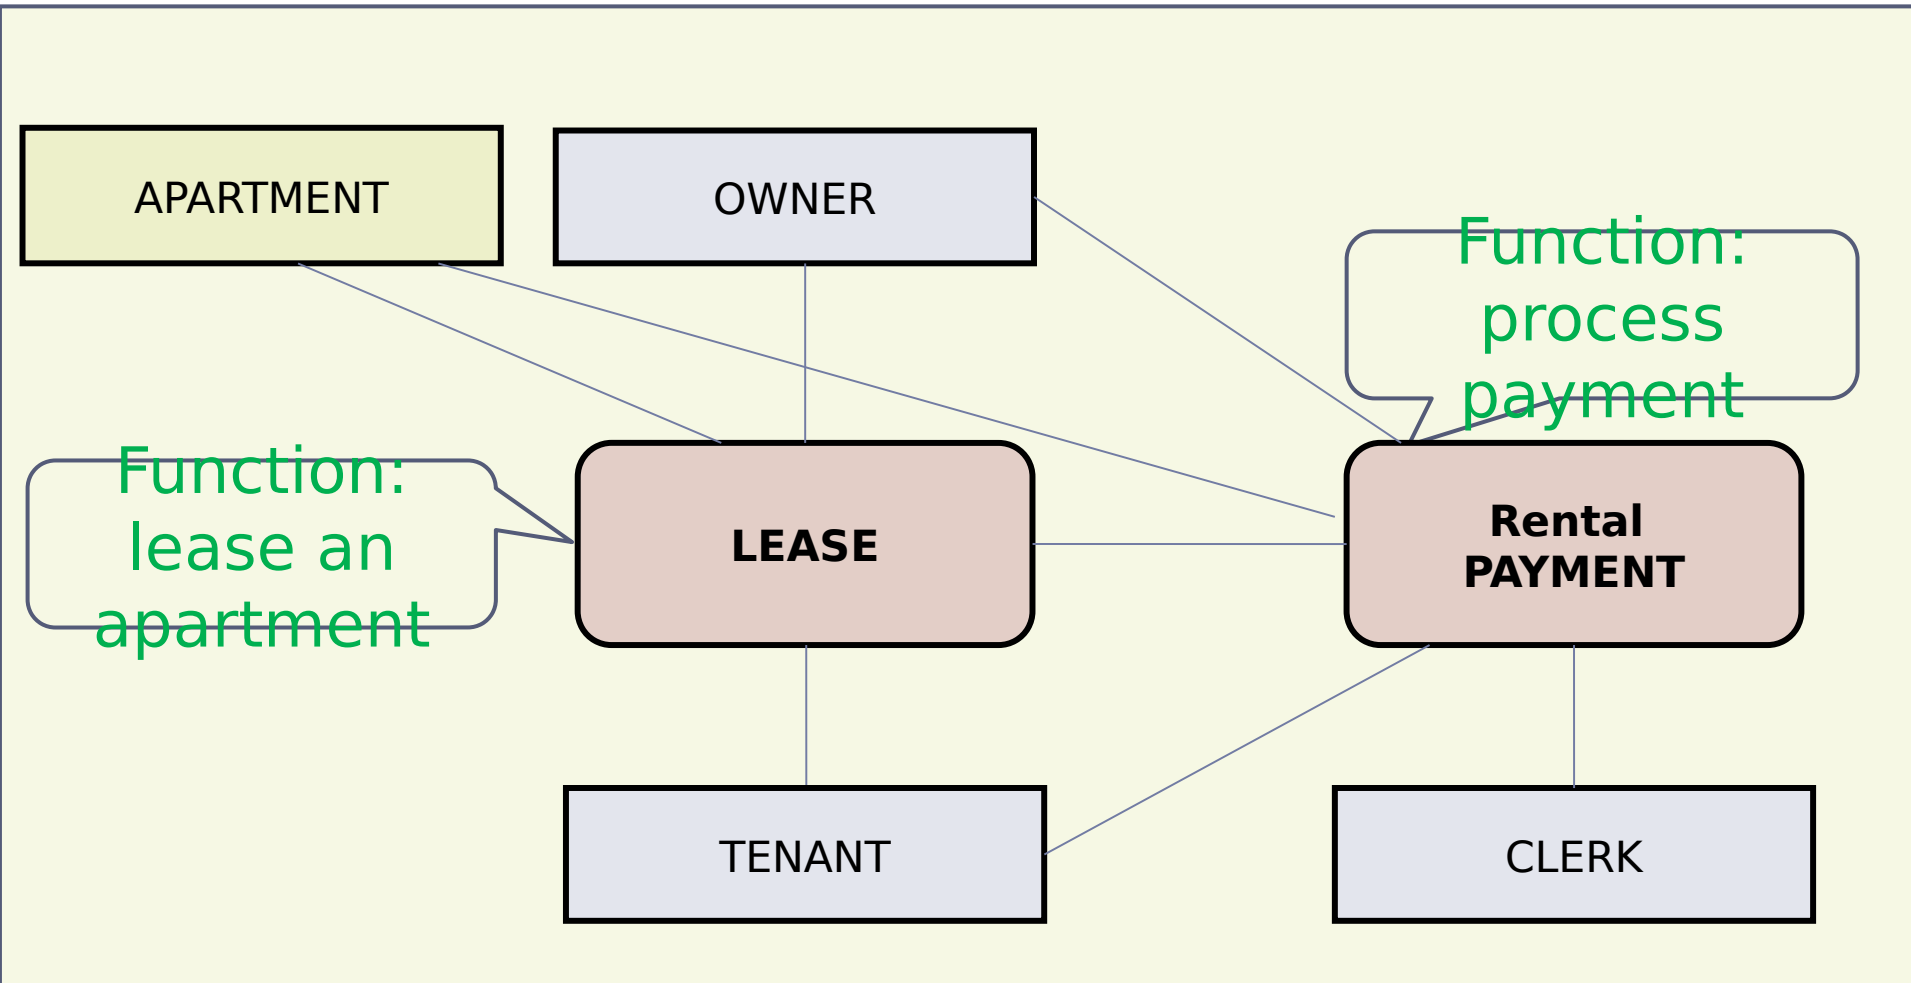 APARTMENT
OWNER
Function:
process
payment
Function:
lease an
apartment
LEASE
Rental
PAYMENT
TENANT
CLERK